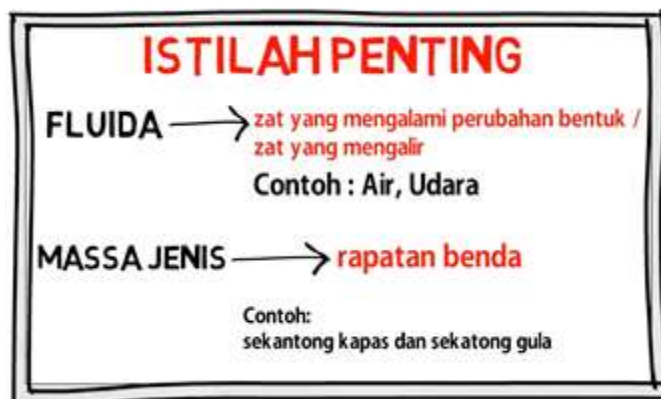 ISTILAH PENTING
FLUIDA
zat yang mengalami perubahan bentuk /
zat yang mengalir
Contoh : Air, Udara
MASSA JENIS
rapatan benda
Contoh:
sekantong kapas dan sekatong gula